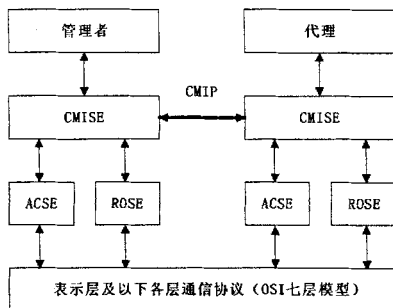 管理者
代理
CMIP
CMISE
CMISE
ACSE
ROSE
ACSE
ROSE
表示层及以下各层通信协议（OSI七层模型）